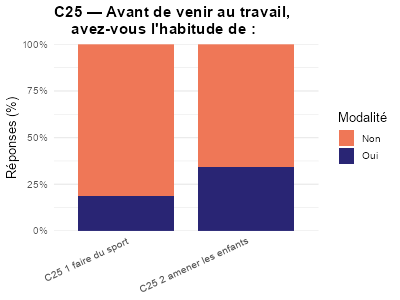 C25 — Avant de venir au travail,
avez-vous l'habitude de :
100%
75%
50%
25%
0%
Réponses (%)
C25 1 faire du sport
C25 2 amener les enfants
Modalité
Non
Oui